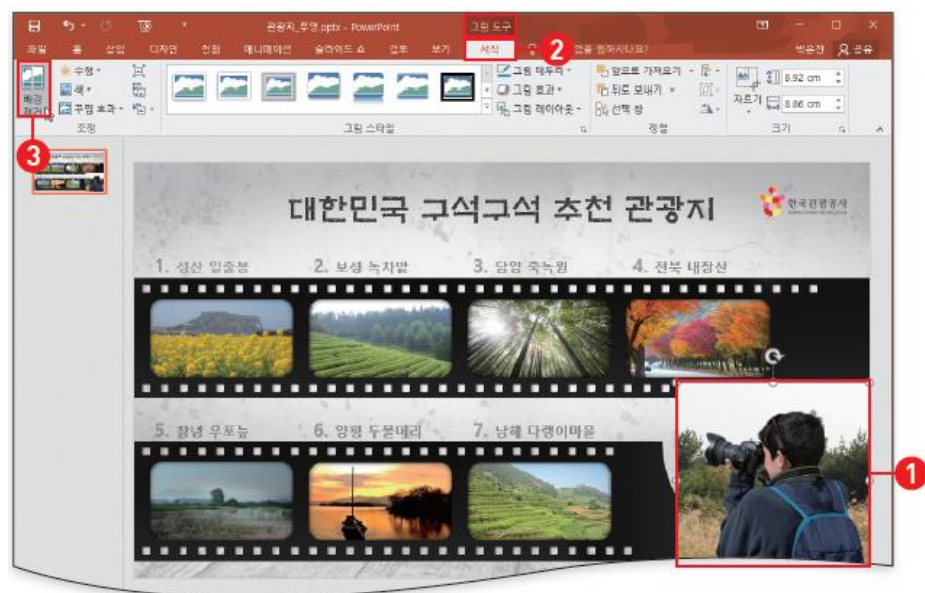 관광지_투명.pptx - PowerPoint
그림 도구
파일 홈 삽입 디자인 전환 애니메이션 슬라이드 쇼 검토 보기 서식
공유
2
배경
제거
수정
색
꾸밈 효과
조정
그림 스타일
그림 테두리
그림 효과
그림 레이아웃
앞으로 가져오기
뒤로 보내기
선택 창
정렬
자르기
8.92 cm
8.86 cm
크기
3
대한민국 구석구석 추천 관광지
한국관광공사
1. 성산 일출봉 2. 보성 녹차밭 3. 담양 죽녹원 4. 전북 내장산
5. 창녕 우포늪 6. 양평 두물머리 7. 남해 다랭이마을
1